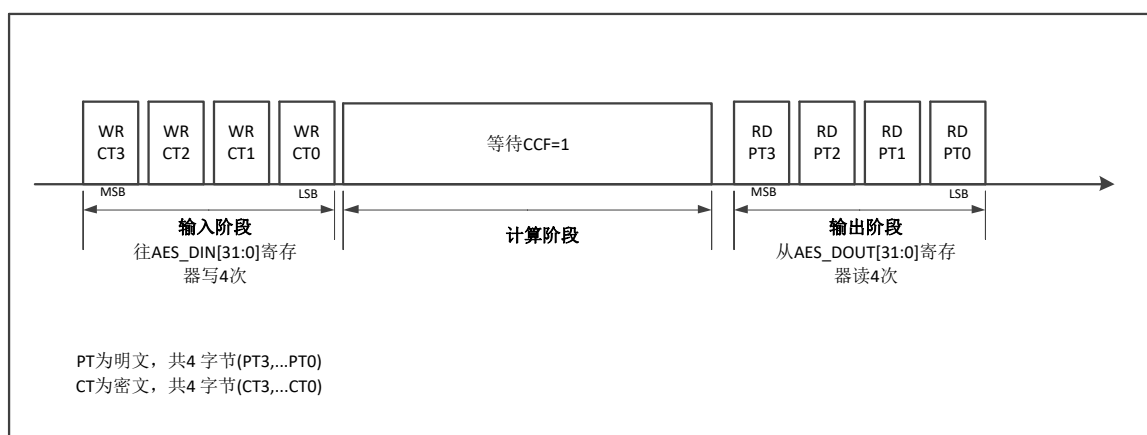 WR CT3
WR CT2
WR CT1
WR CT0
等待CCF=1
RD PT3
RD PT2
RD PT1
RD PT0
MSB
LSB
MSB
LSB
输入阶段
往AES_DIN[31:0]寄存
器写4次
计算阶段
输出阶段
从AES_DOUT[31:0]寄存
器读4次
PT为明文，共4 字节(PT3,...PT0)
CT为密文，共4 字节(CT3,...CT0)